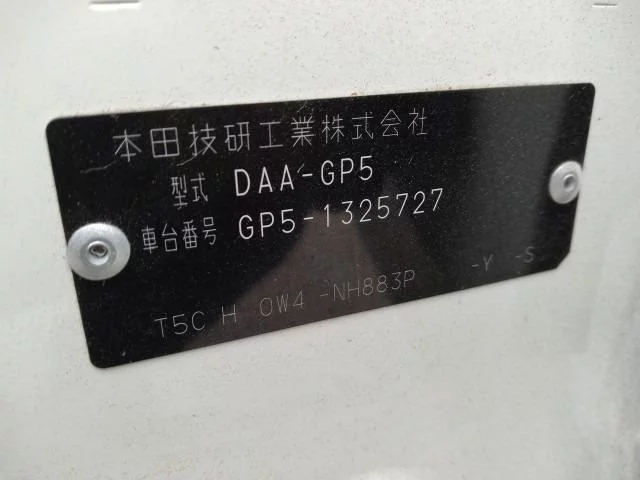 本田技研工業株式会社
型式 DAA-GP5
車台番号 GP5-1325727
T5C H 0W4 -NH883P -Y -S